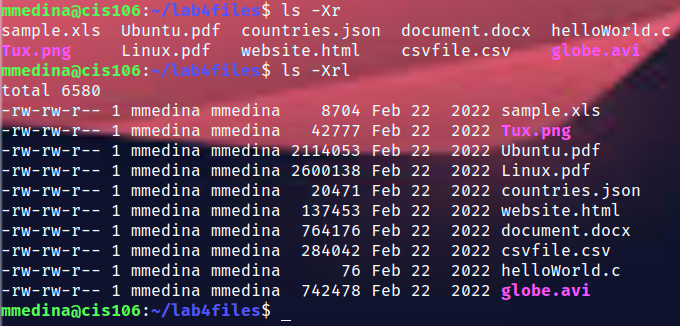 mmedina@cis106:~/lab4files$ ls -Xr
sample.xls  Ubuntu.pdf  countries.json  document.docx  helloWorld.c
Tux.png     Linux.pdf   website.html    csvfile.csv    globe.avi
mmedina@cis106:~/lab4files$ ls -Xrl
total 6580
-rw-rw-r-- 1 mmedina mmedina    8704 Feb 22  2022 sample.xls
-rw-rw-r-- 1 mmedina mmedina   42777 Feb 22  2022 Tux.png
-rw-rw-r-- 1 mmedina mmedina 2114053 Feb 22  2022 Ubuntu.pdf
-rw-rw-r-- 1 mmedina mmedina 2600138 Feb 22  2022 Linux.pdf
-rw-rw-r-- 1 mmedina mmedina   20471 Feb 22  2022 countries.json
-rw-rw-r-- 1 mmedina mmedina  137453 Feb 22  2022 website.html
-rw-rw-r-- 1 mmedina mmedina  764176 Feb 22  2022 document.docx
-rw-rw-r-- 1 mmedina mmedina  284042 Feb 22  2022 csvfile.csv
-rw-rw-r-- 1 mmedina mmedina      76 Feb 22  2022 helloWorld.c
-rw-rw-r-- 1 mmedina mmedina  742478 Feb 22  2022 globe.avi
mmedina@cis106:~/lab4files$ _